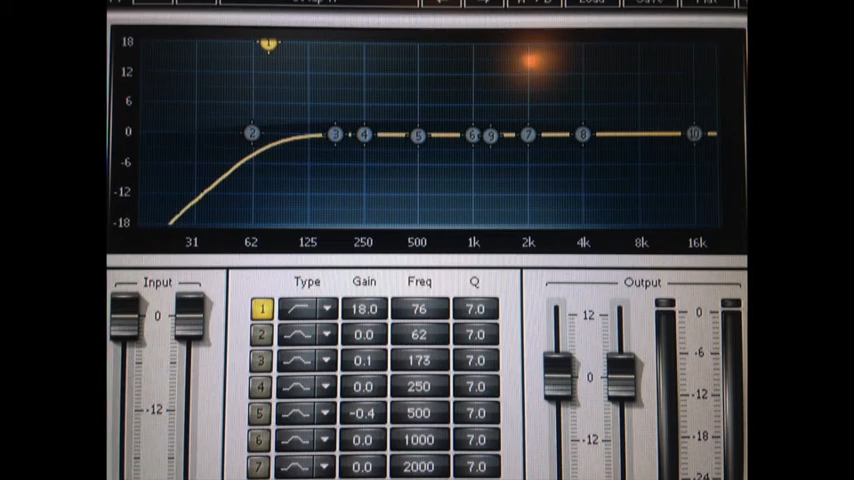 18
12
6
0
-6
-12
-18
1
2 3 4 5 6 9 7 8 10
31 62 125 250 500 1k 2k 4k 8k 16k
Input
0
-12
Type Gain Freq Q
1 18.0 76 7.0
2 0.0 62 7.0
3 0.1 173 7.0
4 0.0 250 7.0
5 -0.4 500 7.0
6 0.0 1000 7.0
7 0.0 2000 7.0
Output
12
0
-12
0
-6
-12
-18
-24